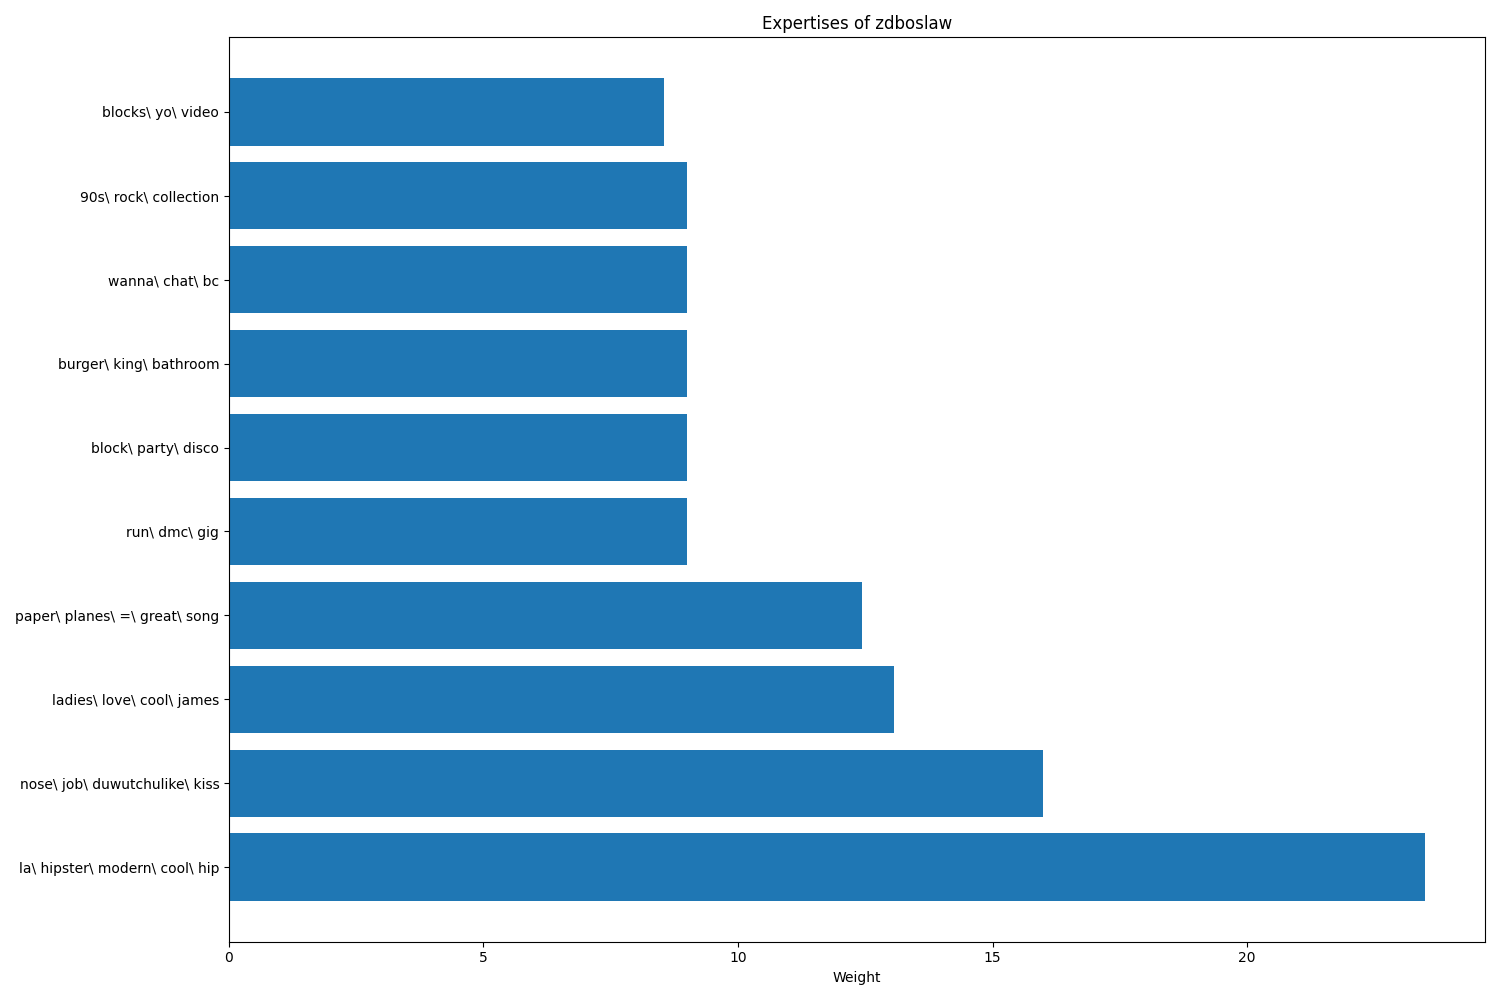 Expertises of zdboslaw
blocks\ yo\ video
90s\ rock\ collection
wanna\ chat\ bc
burger\ king\ bathroom
block\ party\ disco
run\ dmc\ gig
paper\ planes\ =\ great\ song
ladies\ love\ cool\ james
nose\ job\ duwutchulike\ kiss
la\ hipster\ modern\ cool\ hip
0 5 10 15 20
Weight